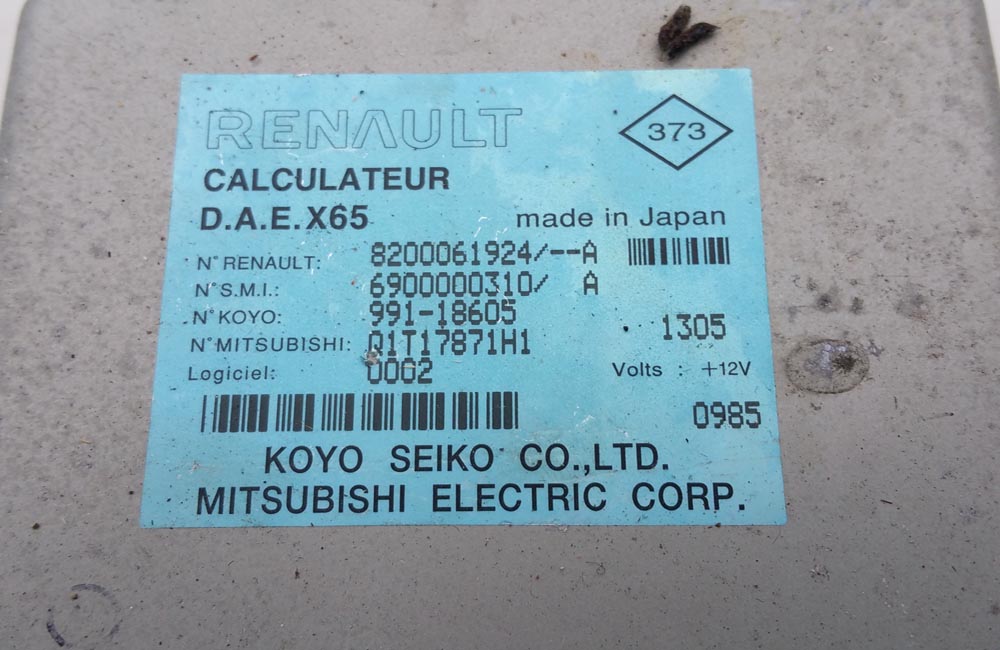 RENAULT
373
CALCULATEUR
D.A.E.X65
made in Japan
N° RENAULT: 8200061924/--A
N° S.M.I.: 6900000310/ A
N° KOYO: 991-18605
1305
N° MITSUBISHI: Q1T17871H1
Logiciel: 0002
Volts : +12V
0985
KOYO SEIKO CO.,LTD.
MITSUBISHI ELECTRIC CORP.